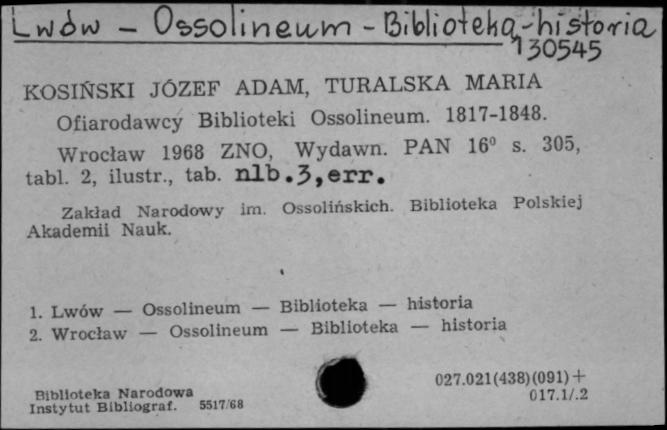 Lwów - Ossolineum - Biblioteka - historia
130545
KOSIŃSKI JÓZEF ADAM, TURALSKA MARIA
Ofiarodawcy Biblioteki Ossolineum. 1817-1848.
Wrocław 1968 ZNO, Wydawn. PAN 16⁰ s. 305,
tabl. 2, ilustr., tab. nlb.3,err.
Zakład Narodowy im. Ossolińskich. Biblioteka Polskiej
Akademii Nauk.
1. Lwów — Ossolineum — Biblioteka — historia
2. Wrocław — Ossolineum — Biblioteka — historia
027.021(438)(091)+
017.1/.2
Biblioteka Narodowa
Instytut Bibliograf. 5517/68